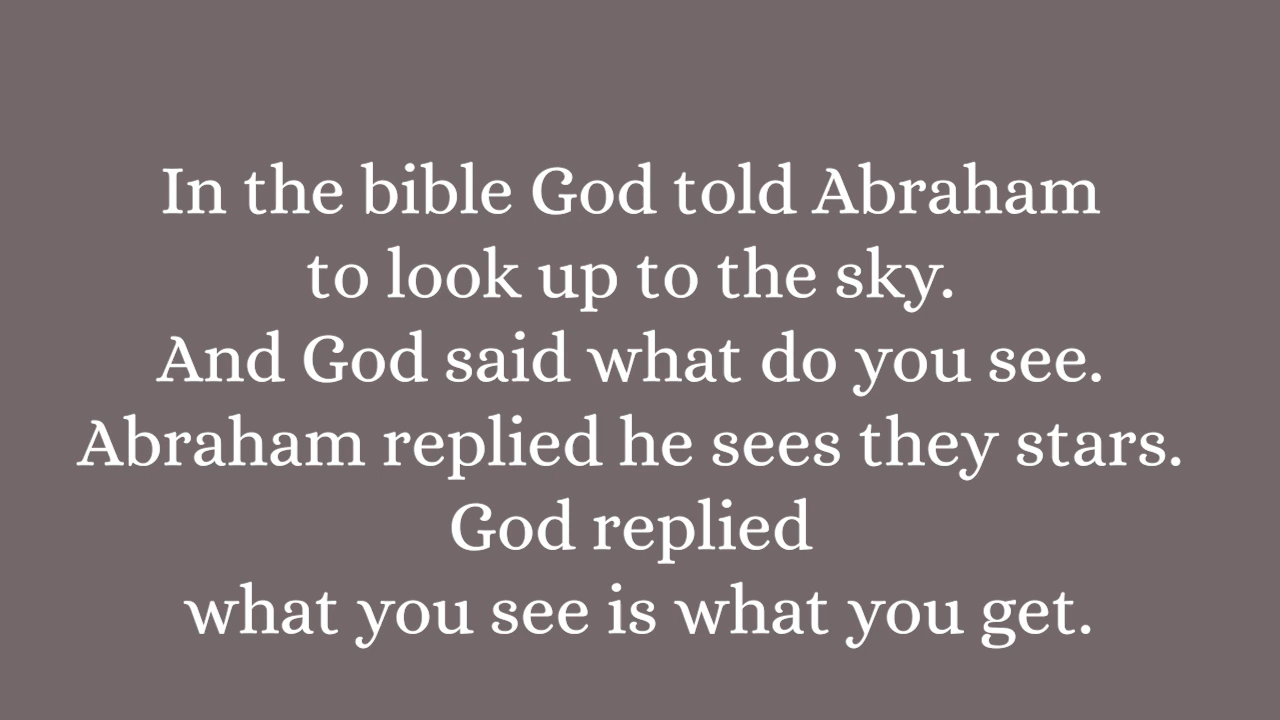 In the bible God told Abraham
to look up to the sky.
And God said what do you see.
Abraham replied he sees they stars.
God replied
what you see is what you get.